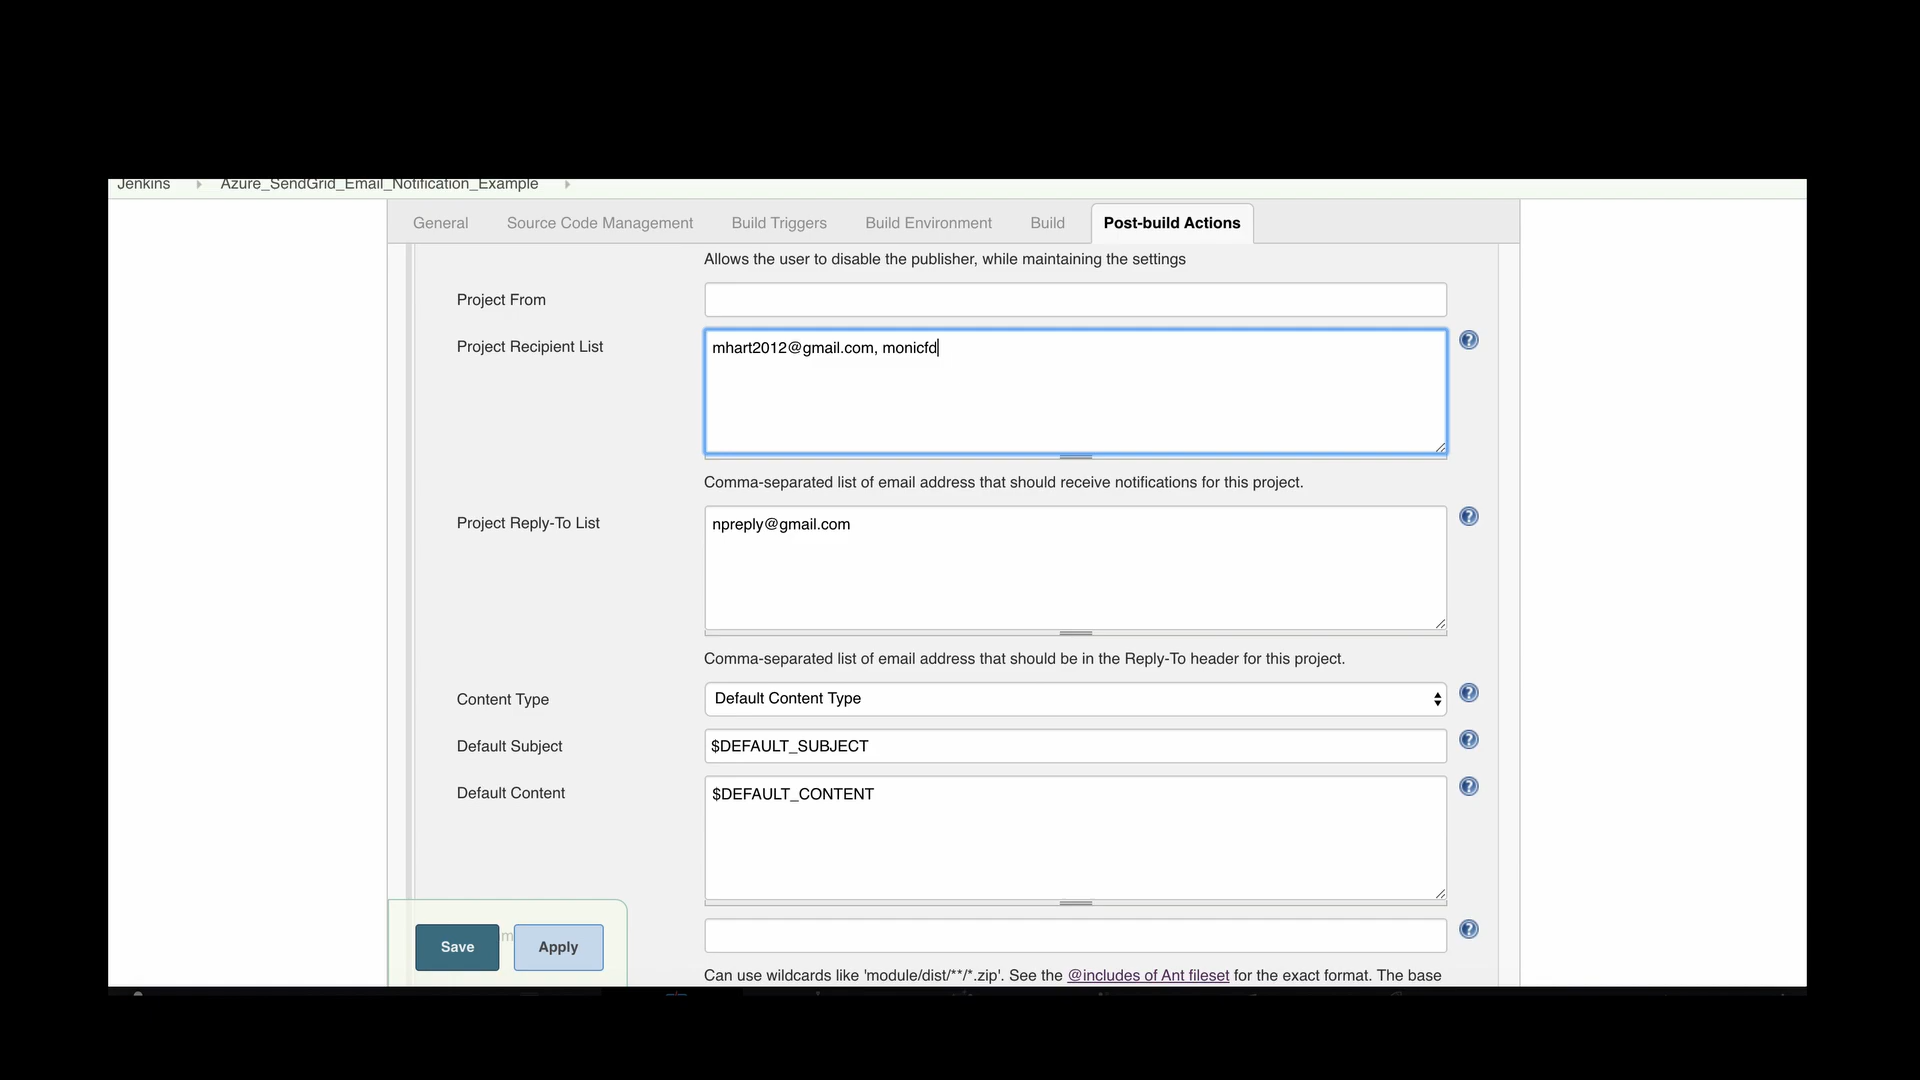 Jenkins Azure_SendGrid_Email_Notification_Example
General Source Code Management Build Triggers Build Environment Build Post-build Actions
Allows the user to disable the publisher, while maintaining the settings
Project From
Project Recipient List mhart2012@gmail.com, monicfd
Comma-separated list of email address that should receive notifications for this project.
Project Reply-To List npreply@gmail.com
Comma-separated list of email address that should be in the Reply-To header for this project.
Content Type Default Content Type
Default Subject $DEFAULT_SUBJECT
Default Content $DEFAULT_CONTENT
Save Apply
Can use wildcards like 'module/dist/**/*.zip'. See the @includes of Ant fileset for the exact format. The base